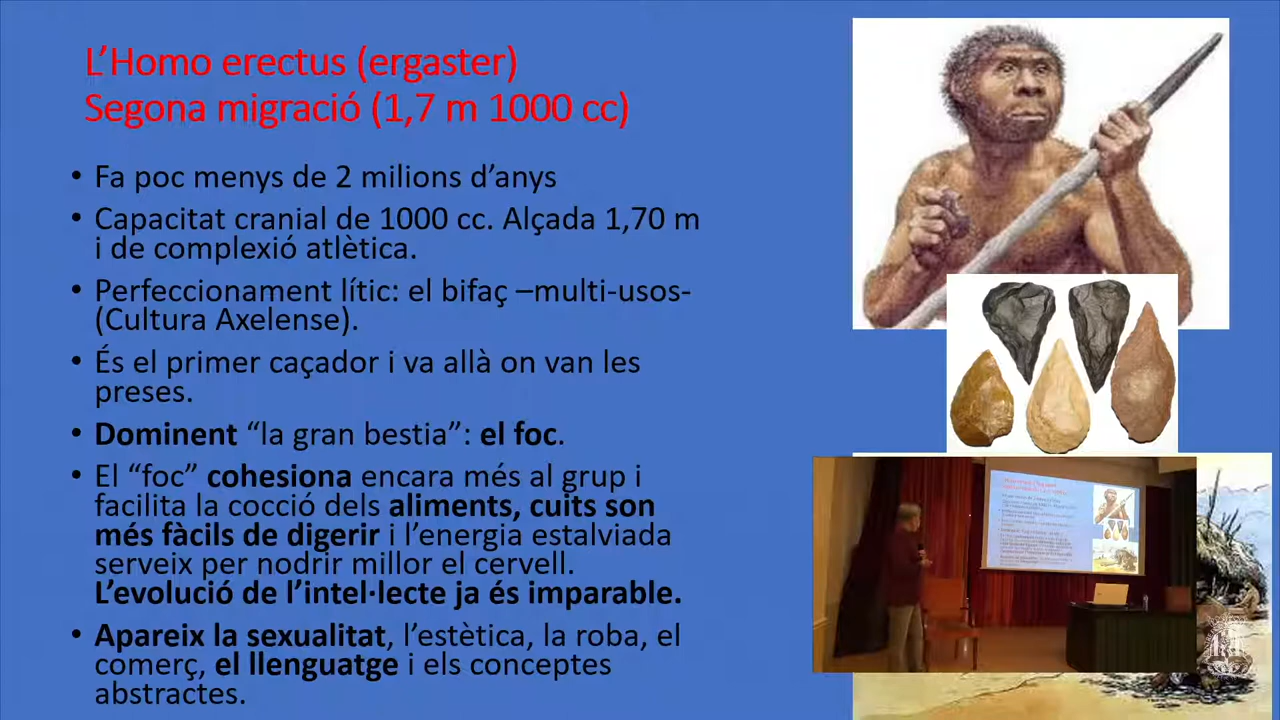 L'Homo erectus (ergaster)
Segona migració (1,7 m 1000 cc)
• Fa poc menys de 2 milions d'anys
• Capacitat cranial de 1000 cc. Alçada 1,70 m
i de complexió atlètica.
• Perfeccionament lític: el bifaç –multi-usos-
(Cultura Axelense).
• És el primer caçador i va allà on van les
preses.
• Dominent “la gran bestia”: el foc.
• El “foc” cohesiona encara més al grup i
facilita la cocció dels aliments, cuits son
més fàcils de digerir i l'energia estalviada
serveix per nodrir millor el cervell.
L'evolució de l'intel·lecte ja és imparable.
• Apareix la sexualitat, l'estètica, la roba, el
comerç, el llenguatge i els conceptes
abstractes.